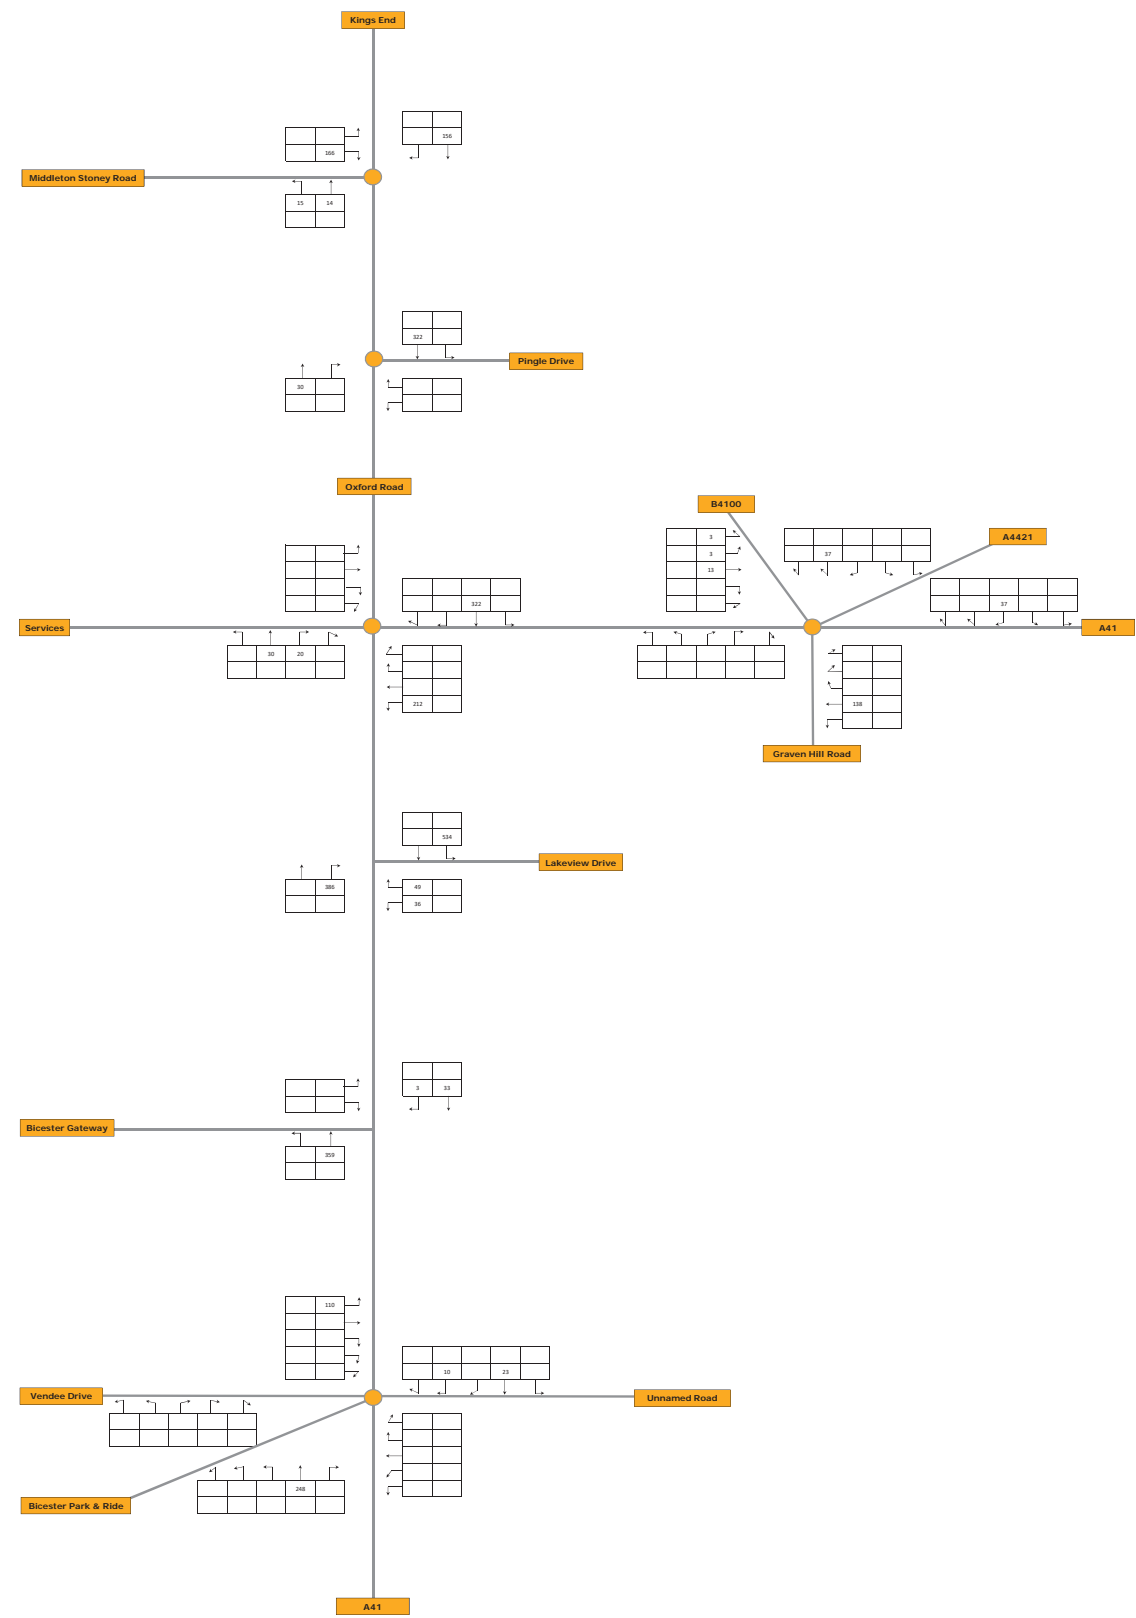 Kings End
156
166
Middleton Stoney Road
15 14
322
Pingle Drive
30
Oxford Road
B4100
3
A4421
3 37
13
322
37
Services
A41
30 20
212
138
Graven Hill Road
534
Lakeview Drive
386 49
36
3 33
Bicester Gateway
359
110
10 23
Vendee Drive
Unnamed Road
248
Bicester Park & Ride
A41